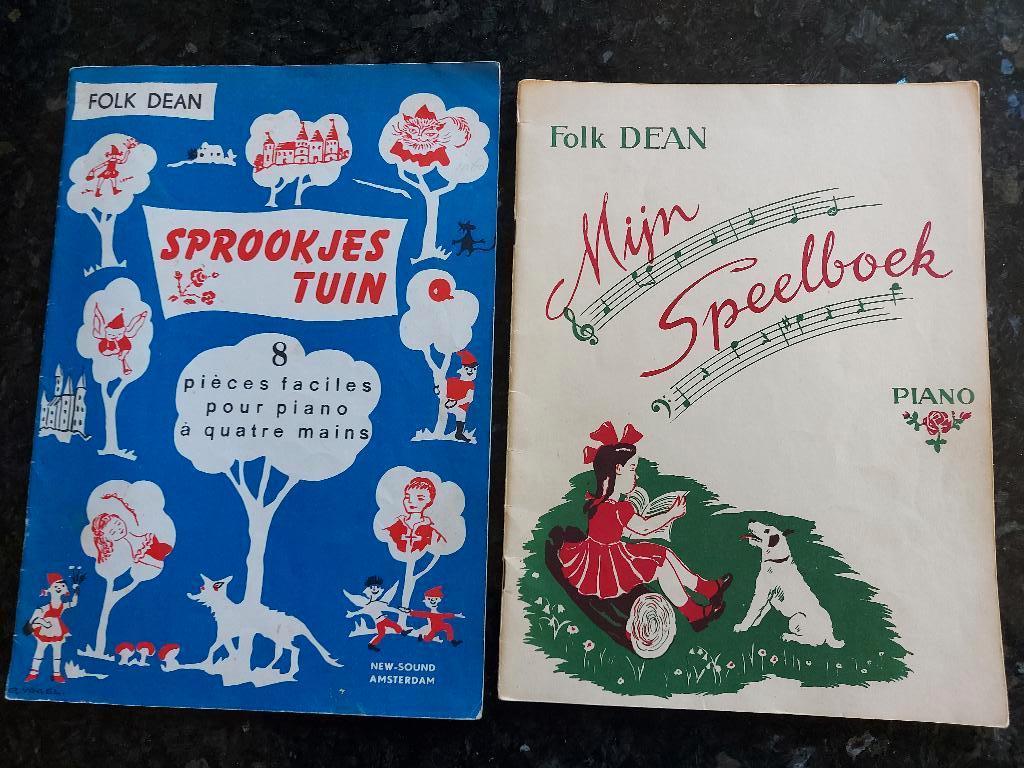 FOLK DEAN
SPROOKJES
TUIN
8
pièces faciles
pour piano
à quatre mains
NEW-SOUND
AMSTERDAM
Folk DEAN
Mijn
Speelboek
PIANO